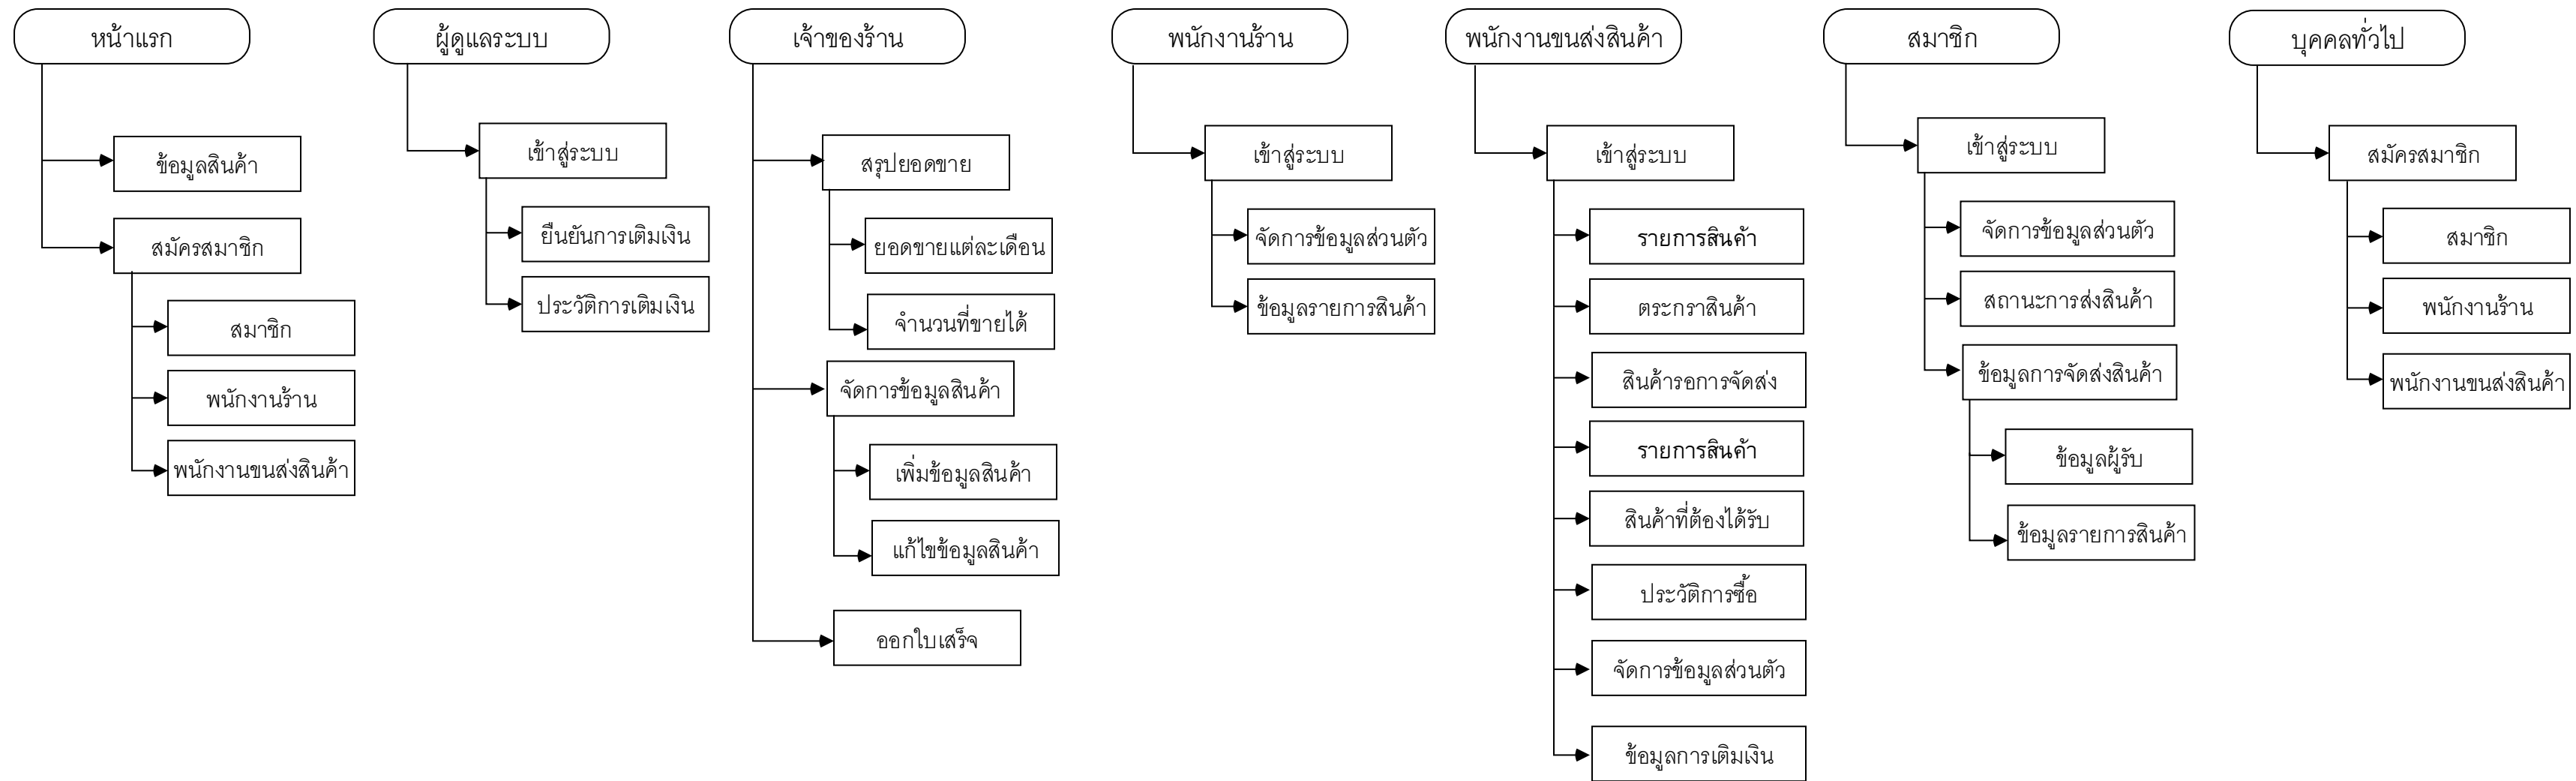 หน้าแรก
ข้อมูลสินค้า
สมัครสมาชิก
สมาชิก
พนักงานร้าน
พนักงานขนส่งสินค้า
ผู้ดูแลระบบ
เข้าสู่ระบบ
ยืนยันการเติมเงิน
ประวัติการเติมเงิน
เจ้าของร้าน
สรุปยอดขาย
ยอดขายแต่ละเดือน
จำนวนที่ขายได้
จัดการข้อมูลสินค้า
เพิ่มข้อมูลสินค้า
แก้ไขข้อมูลสินค้า
ออกใบเสร็จ
พนักงานร้าน
เข้าสู่ระบบ
จัดการข้อมูลส่วนตัว
ข้อมูลรายการสินค้า
พนักงานขนส่งสินค้า
เข้าสู่ระบบ
รายการสินค้า
ตระกราสินค้า
สินค้ารอการจัดส่ง
รายการสินค้า
สินค้าที่ต้องได้รับ
ประวัติการซื้อ
จัดการข้อมูลส่วนตัว
ข้อมูลการเติมเงิน
สมาชิก
เข้าสู่ระบบ
จัดการข้อมูลส่วนตัว
สถานะการส่งสินค้า
ข้อมูลการจัดส่งสินค้า
ข้อมูลผู้รับ
ข้อมูลรายการสินค้า
บุคคลทั่วไป
สมัครสมาชิก
สมาชิก
พนักงานร้าน
พนักงานขนส่งสินค้า